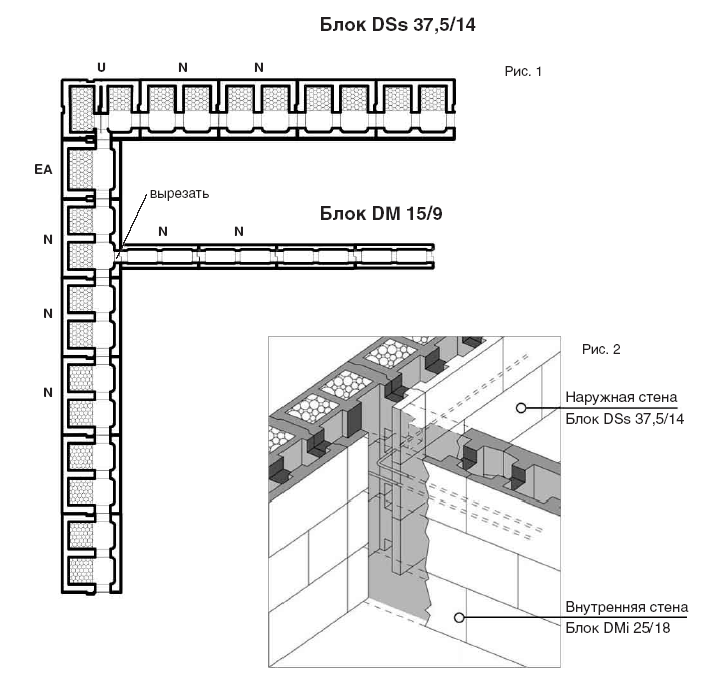 Блок DSs 37,5/14
Рис. 1
U N N
EA
вырезать
Блок DM 15/9
N N N
N
N
Рис. 2
Наружная стена
Блок DSs 37,5/14
Внутренняя стена
Блок DMi 25/18